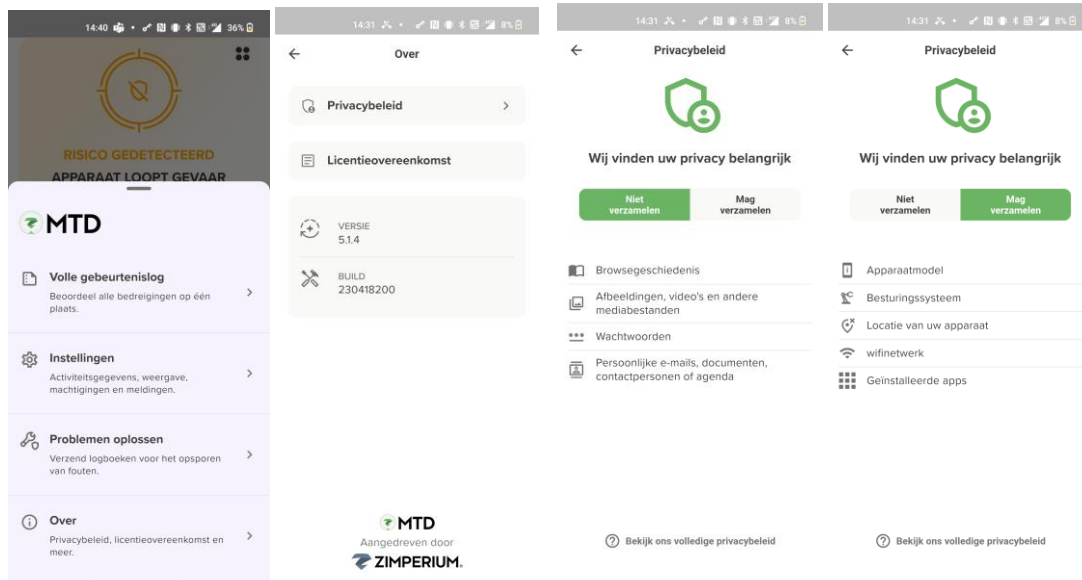 14:40
36%
RISICO GEDETECTEERD
APPARAAT LOOPT GEVAAR
MTD
Volle gebeurtenislog
Beoordeel alle bedreigingen op één
plaats.
Instellingen
Activiteitsgegevens, weergave,
machtigingen en meldingen.
Problemen oplossen
Verzend logboeken voor het opsporen
van fouten.
Over
Privacybeleid, licentieovereenkomst en
meer.
14:31
8%
Over
Privacybeleid
Licentieovereenkomst
VERSIE
5.1.4
BUILD
230418200
MTD
Aangedreven door
ZIMPERIUM.
14:31
8%
Privacybeleid
Wij vinden uw privacy belangrijk
Niet
verzamelen
Mag
verzamelen
Browsegeschiedenis
Afbeeldingen, video's en andere
mediabestanden
Wachtwoorden
Persoonlijke e-mails, documenten,
contactpersonen of agenda
Bekijk ons volledige privacybeleid
14:31
8%
Privacybeleid
Wij vinden uw privacy belangrijk
Niet
verzamelen
Mag
verzamelen
Apparaatmodel
Besturingssysteem
Locatie van uw apparaat
wifinetwerk
Geïnstalleerde apps
Bekijk ons volledige privacybeleid